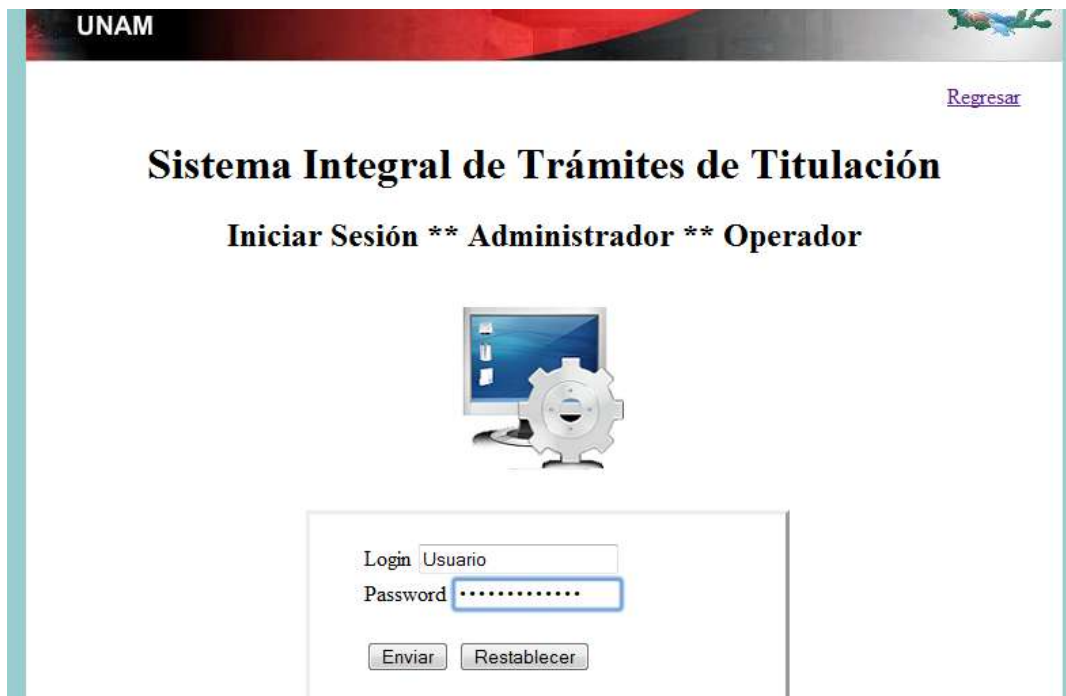 UNAM
Regresar
Sistema Integral de Trámites de Titulación
Iniciar Sesión ** Administrador ** Operador
Login Usuario
Password •••••••••••••
Enviar Restablecer